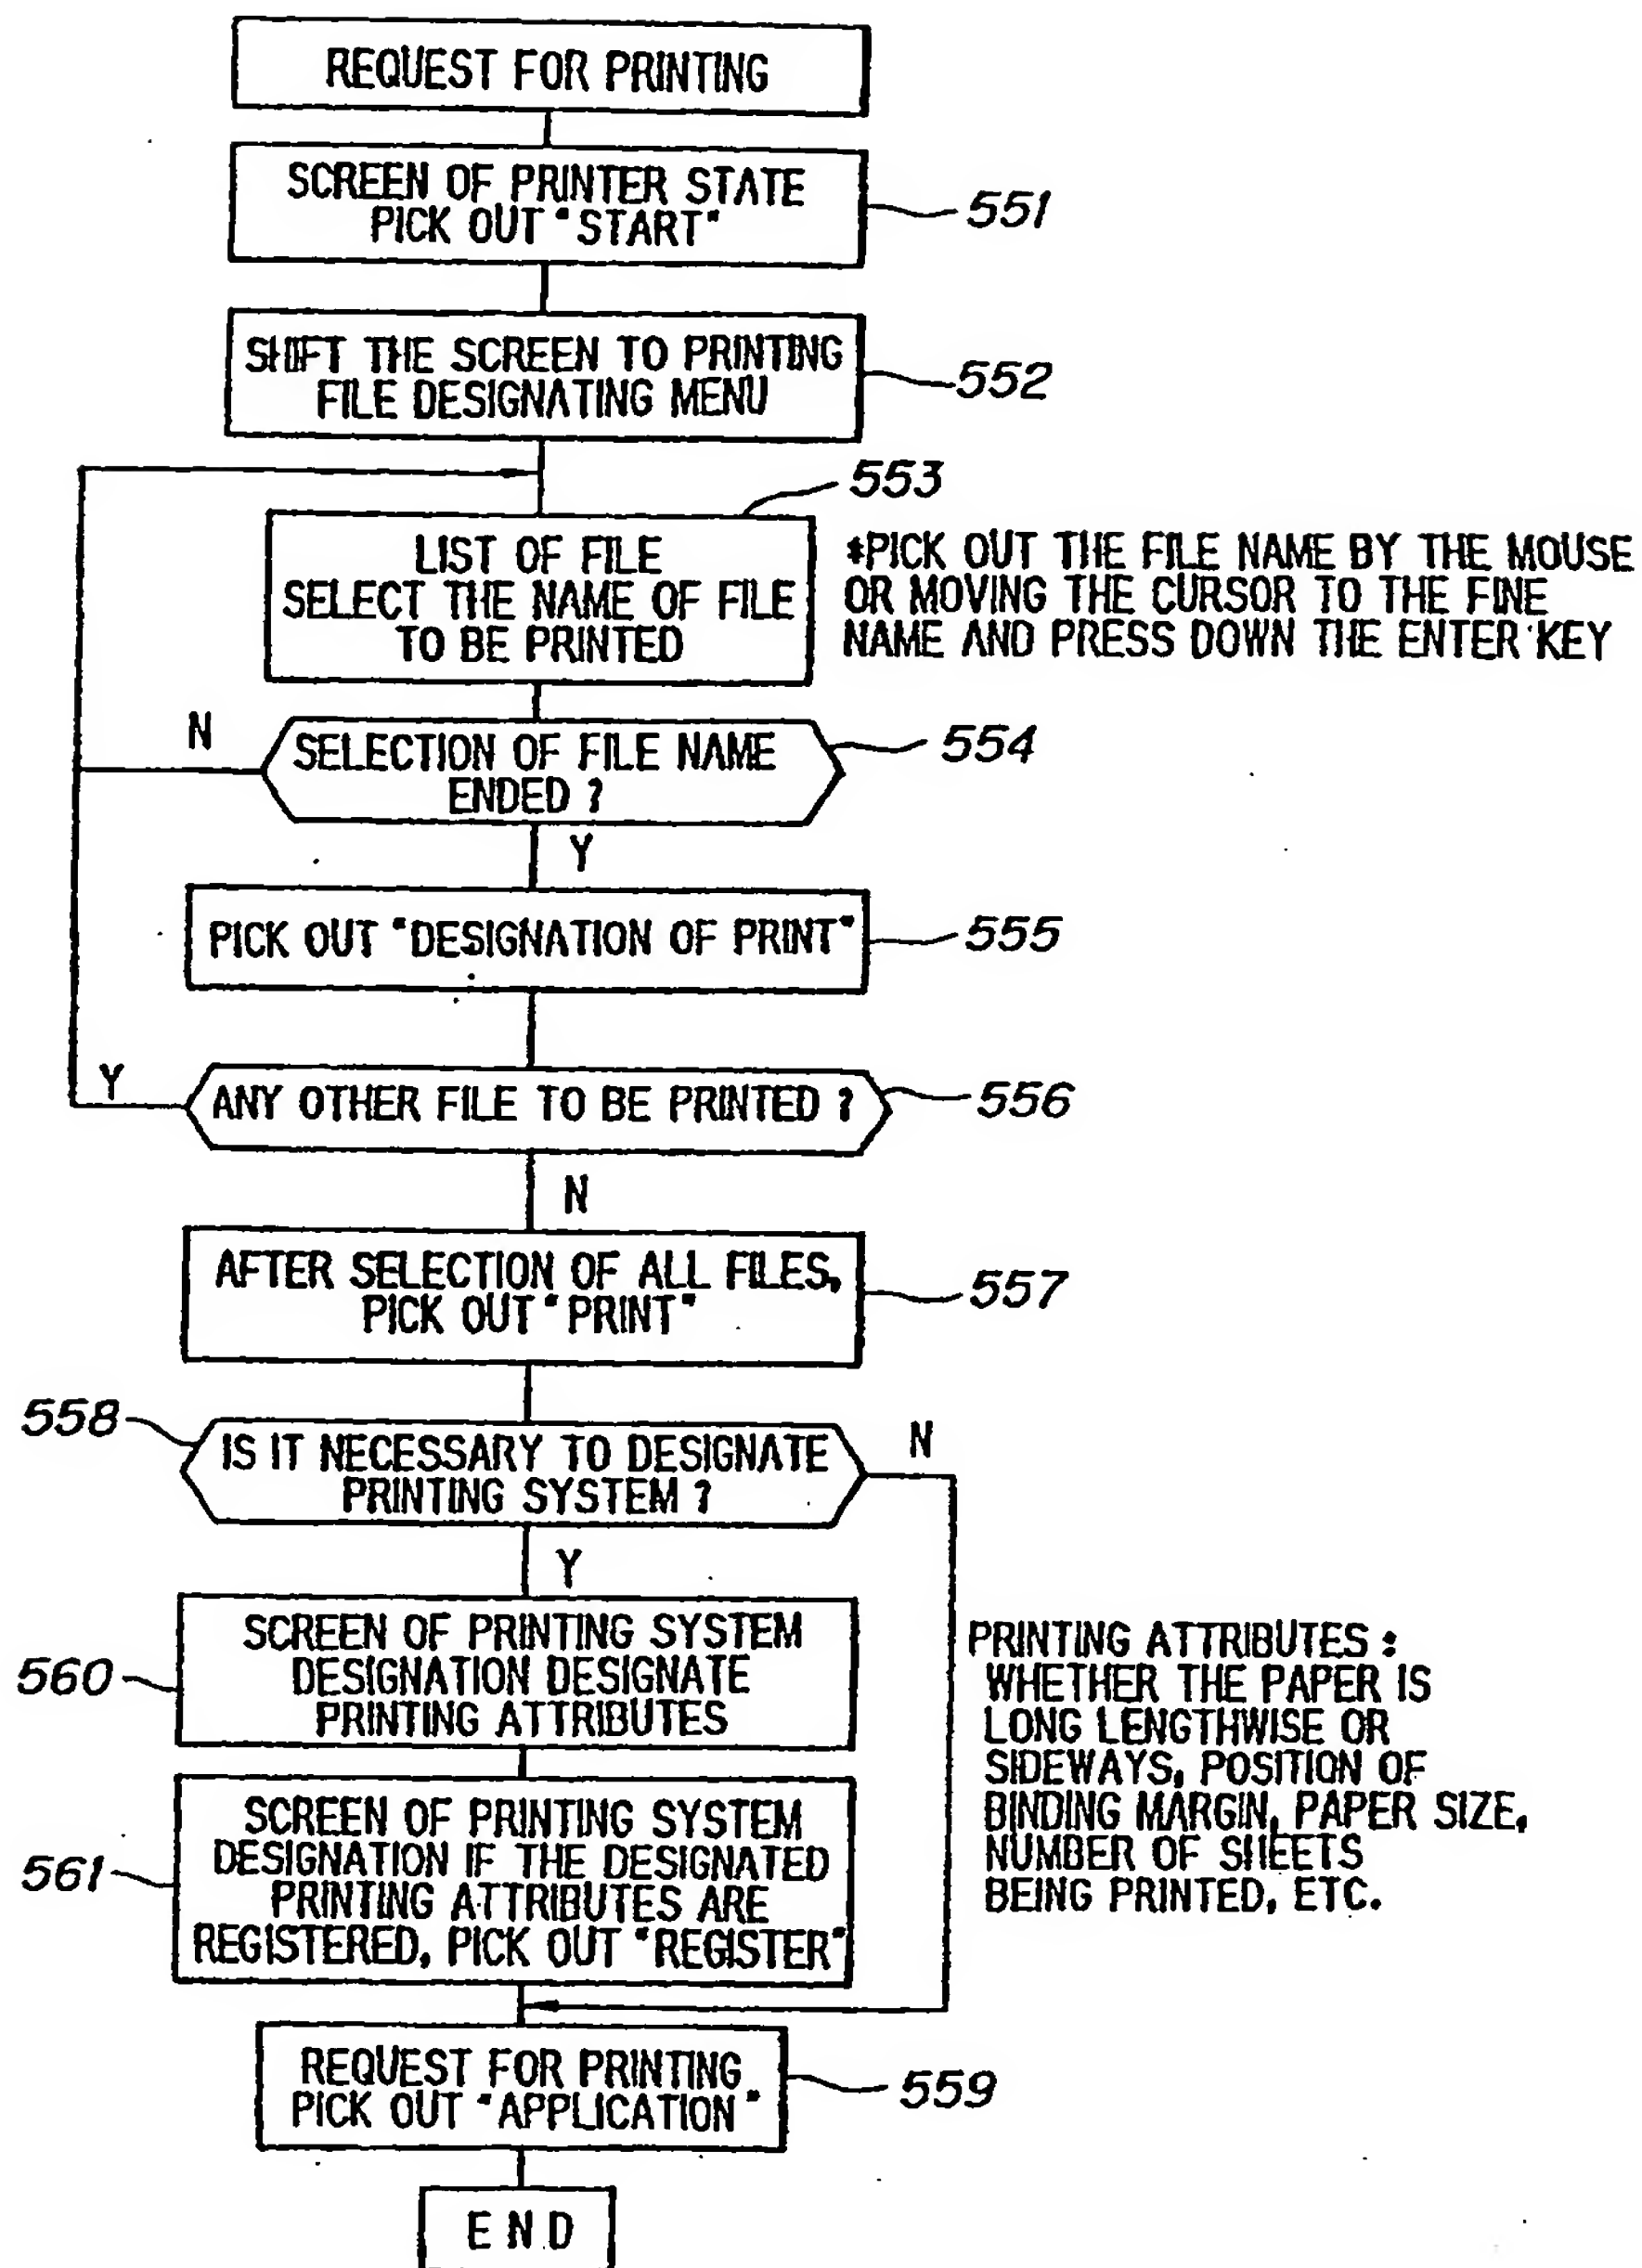 REQUEST FOR PRINTING
SCREEN OF PRINTER STATE
PICK OUT "START"
551
SHIFT THE SCREEN TO PRINTING
FILE DESIGNATING MENU
552
553
LIST OF FILE
SELECT THE NAME OF FILE
TO BE PRINTED
*PICK OUT THE FILE NAME BY THE MOUSE
OR MOVING THE CURSOR TO THE FINE
NAME AND PRESS DOWN THE ENTER KEY
N
SELECTION OF FILE NAME
ENDED ?
554
Y
PICK OUT "DESIGNATION OF PRINT"
555
Y
ANY OTHER FILE TO BE PRINTED ?
556
N
AFTER SELECTION OF ALL FILES,
PICK OUT "PRINT"
557
558
IS IT NECESSARY TO DESIGNATE
PRINTING SYSTEM ?
N
Y
SCREEN OF PRINTING SYSTEM
DESIGNATION DESIGNATE
PRINTING ATTRIBUTES
560
PRINTING ATTRIBUTES :
WHETHER THE PAPER IS
LONG LENGTHWISE OR
SIDEWAYS, POSITION OF
BINDING MARGIN, PAPER SIZE,
NUMBER OF SHEETS
BEING PRINTED, ETC.
SCREEN OF PRINTING SYSTEM
DESIGNATION IF THE DESIGNATED
PRINTING ATTRIBUTES ARE
REGISTERED, PICK OUT "REGISTER"
561
REQUEST FOR PRINTING
PICK OUT "APPLICATION"
559
END